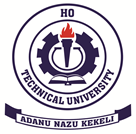 HO
TECHNICAL UNIVERSITY
ADANU NAZU KEKELI